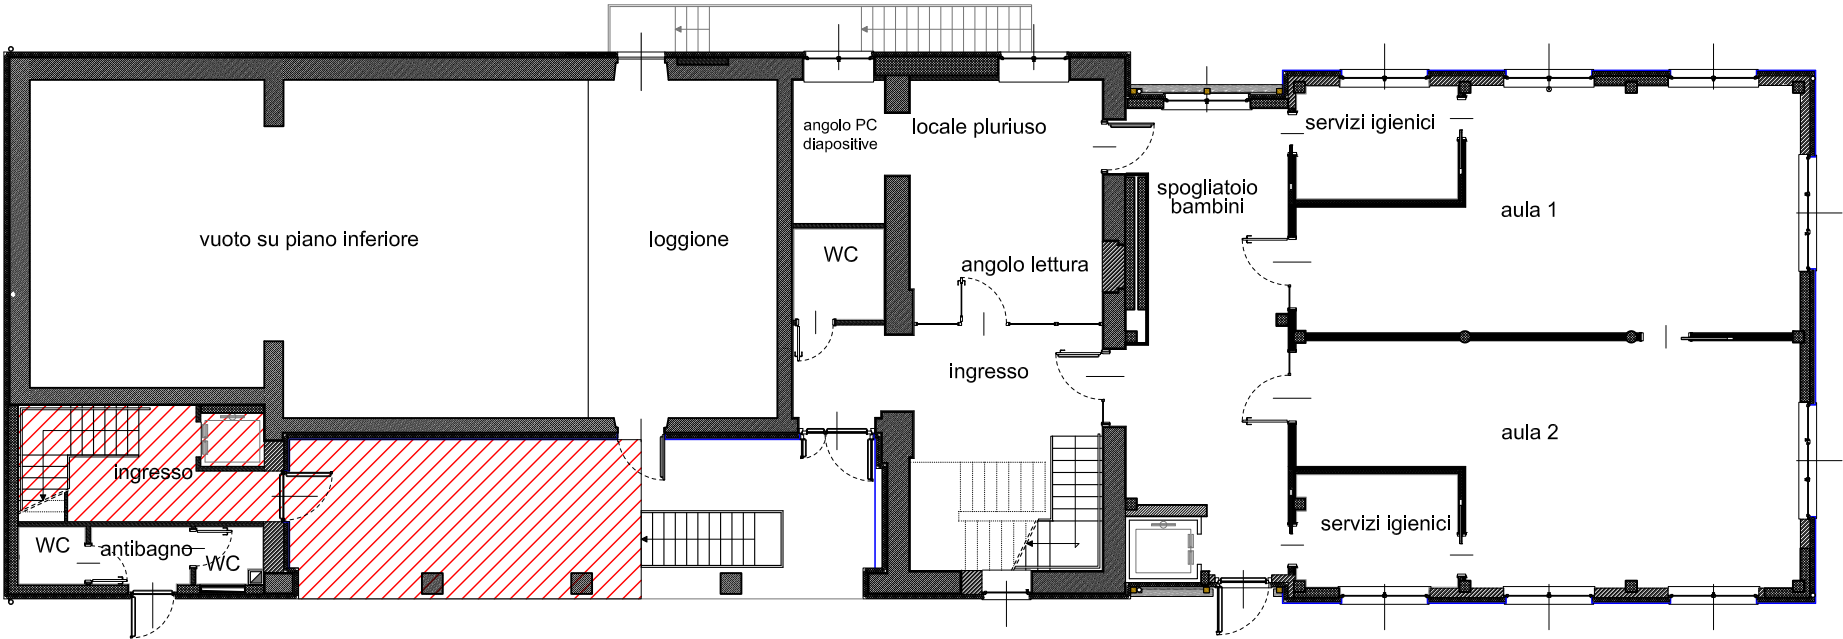 angolo PC
diapositive
locale pluriuso
servizi igienici
spogliatoio
bambini
aula 1
vuoto su piano inferiore
loggione
WC
angolo lettura
ingresso
aula 2
ingresso
servizi igienici
WC
antibagno
WC